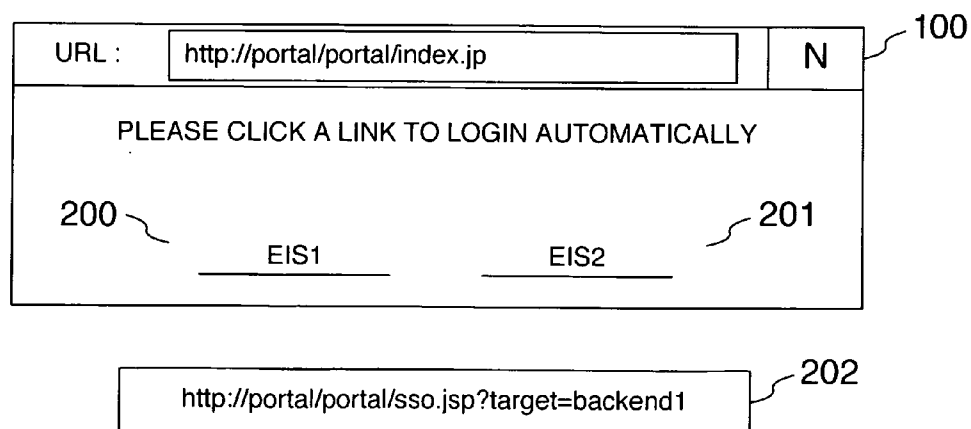 100
URL : http://portal/portal/index.jp N
PLEASE CLICK A LINK TO LOGIN AUTOMATICALLY
200 201
EIS1 EIS2
202
http://portal/portal/sso.jsp?target=backend1